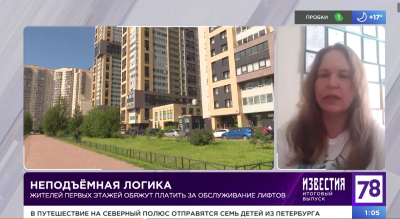 ПРОБКИ 1 +17°
НЕПОДЪЁМНАЯ ЛОГИКА
ЖИТЕЛЕЙ ПЕРВЫХ ЭТАЖЕЙ ОБЯЖУТ ПЛАТИТЬ ЗА ОБСЛУЖИВАНИЕ ЛИФТОВ
ИЗВЕСТИЯ
ИТОГОВЫЙ
ВЫПУСК
78
В ПУТЕШЕСТВИЕ НА СЕВЕРНЫЙ ПОЛЮС ОТПРАВЯТСЯ СЕМЬ ДЕТЕЙ ИЗ ПЕТЕРБУРГА
1:05